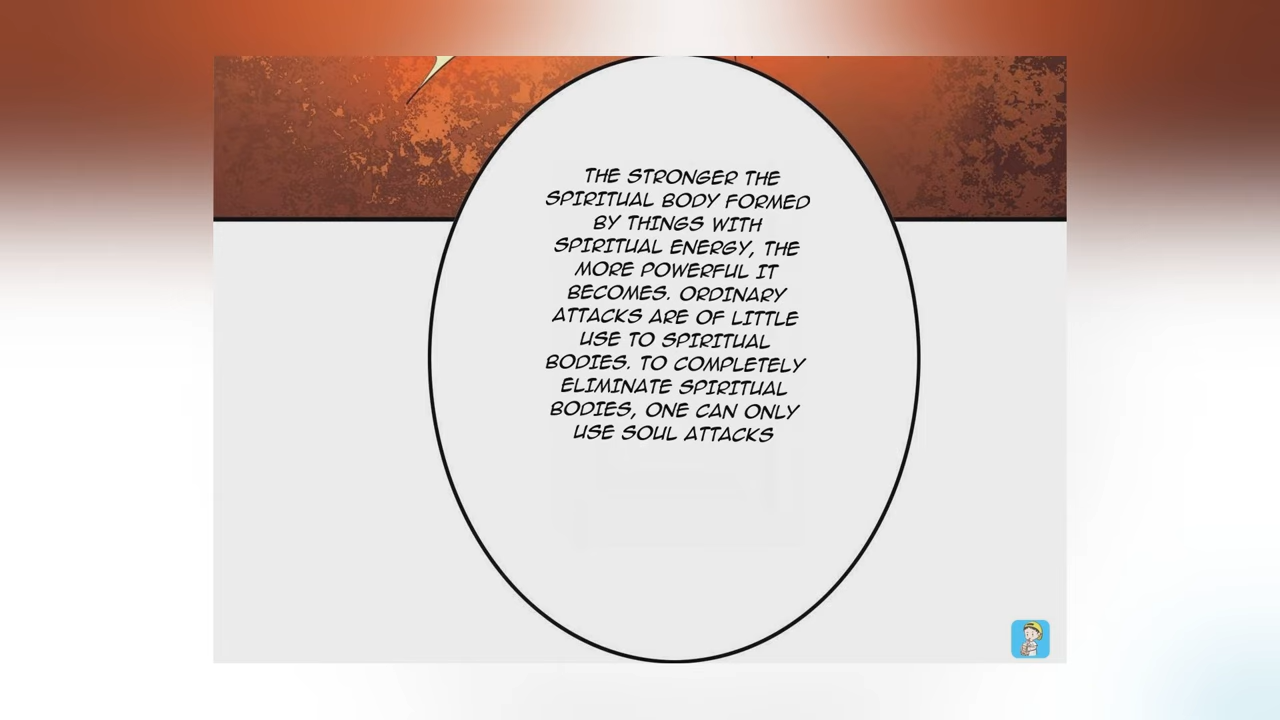 THE STRONGER THE
SPIRITUAL BODY FORMED
BY THINGS WITH
SPIRITUAL ENERGY, THE
MORE POWERFUL IT
BECOMES. ORDINARY
ATTACKS ARE OF LITTLE
USE TO SPIRITUAL
BODIES. TO COMPLETELY
ELIMINATE SPIRITUAL
BODIES, ONE CAN ONLY
USE SOUL ATTACKS